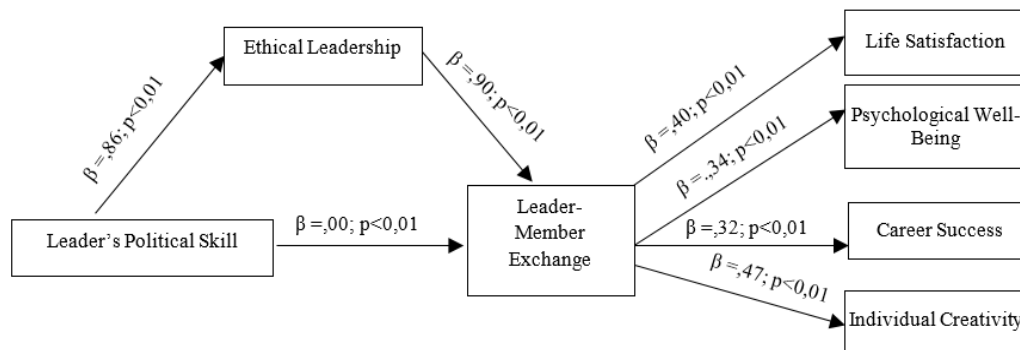 Ethical Leadership
β =,86; p<0,01
β =,90; p<0,01
Leader's Political Skill
β =,00; p<0,01
Leader-
Member
Exchange
β =,40; p<0,01
β =.,34; p<0,01
β =,32; p<0,01
β =,47; p<0,01
Life Satisfaction
Psychological Well-
Being
Career Success
Individual Creativity